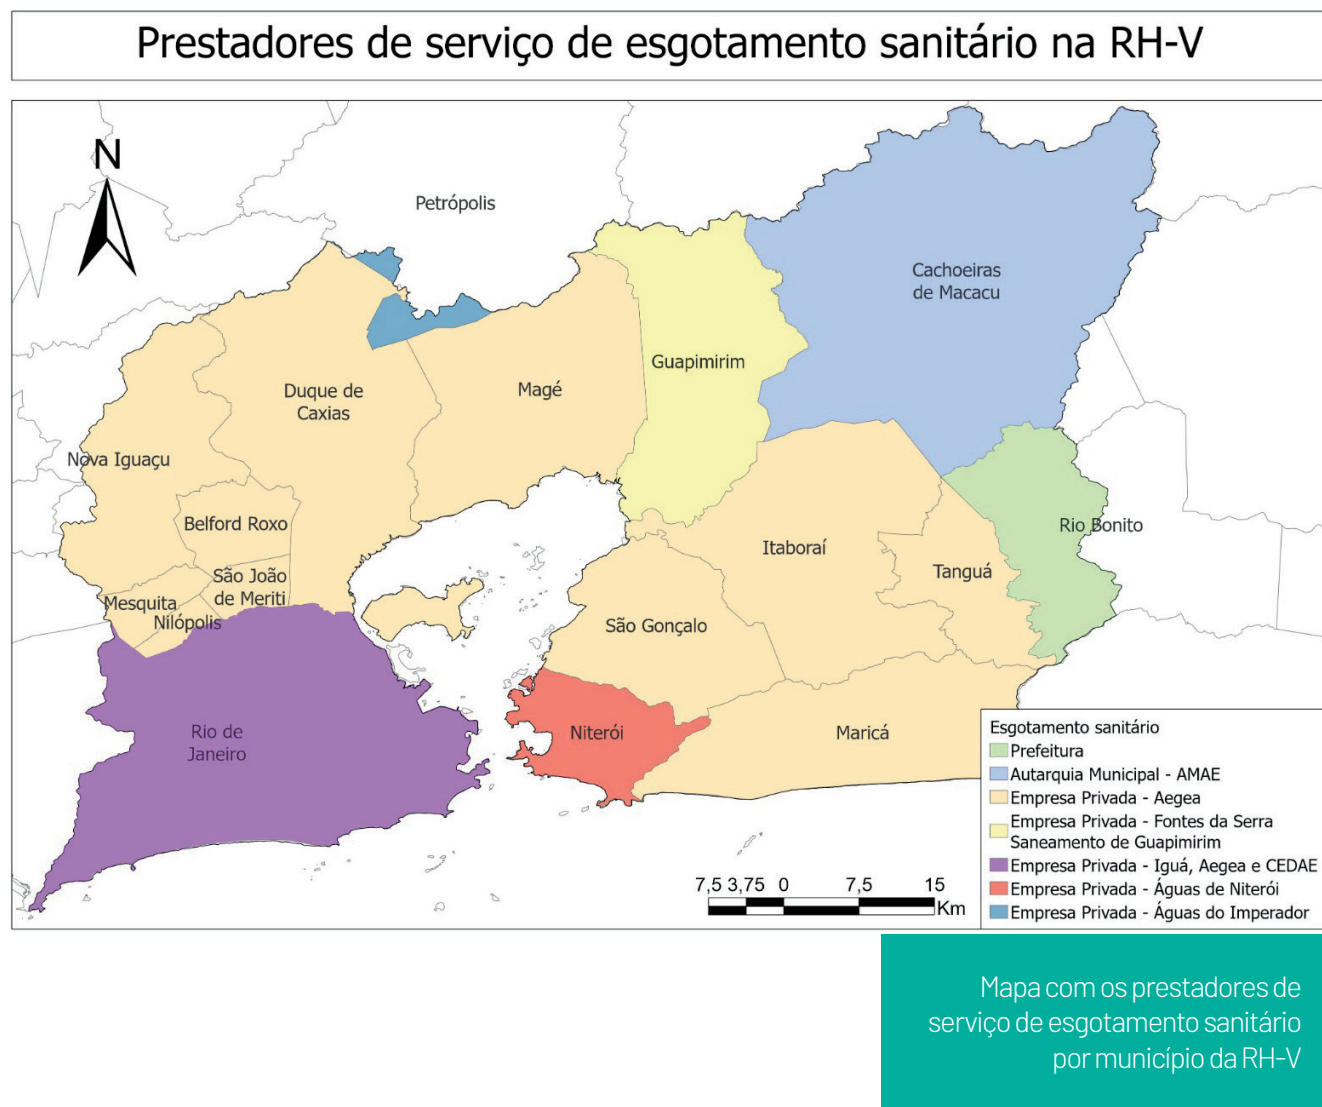 Prestadores de serviço de esgotamento sanitário na RH-V
N
Petrópolis
Cachoeiras
de Macacu
Guapimirim
Duque de
Caxias
Magé
Nova Iguaçu
Belford Roxo
Rio Bonito
Itaboraí
São João
de Meriti
Tanguá
Mesquita
Nilópolis
São Gonçalo
Rio de
Janeiro
Niterói
Maricá
Esgotamento sanitário
Prefeitura
Autarquia Municipal - AMAE
Empresa Privada - Aegea
Empresa Privada - Fontes da Serra
Saneamento de Guapimirim
Empresa Privada - Iguá, Aegea e CEDAE
Empresa Privada - Águas de Niterói
Empresa Privada - Águas do Imperador
7,5 3,75 0 7,5 15
Km
Mapa com os prestadores de
serviço de esgotamento sanitário
por município da RH-V